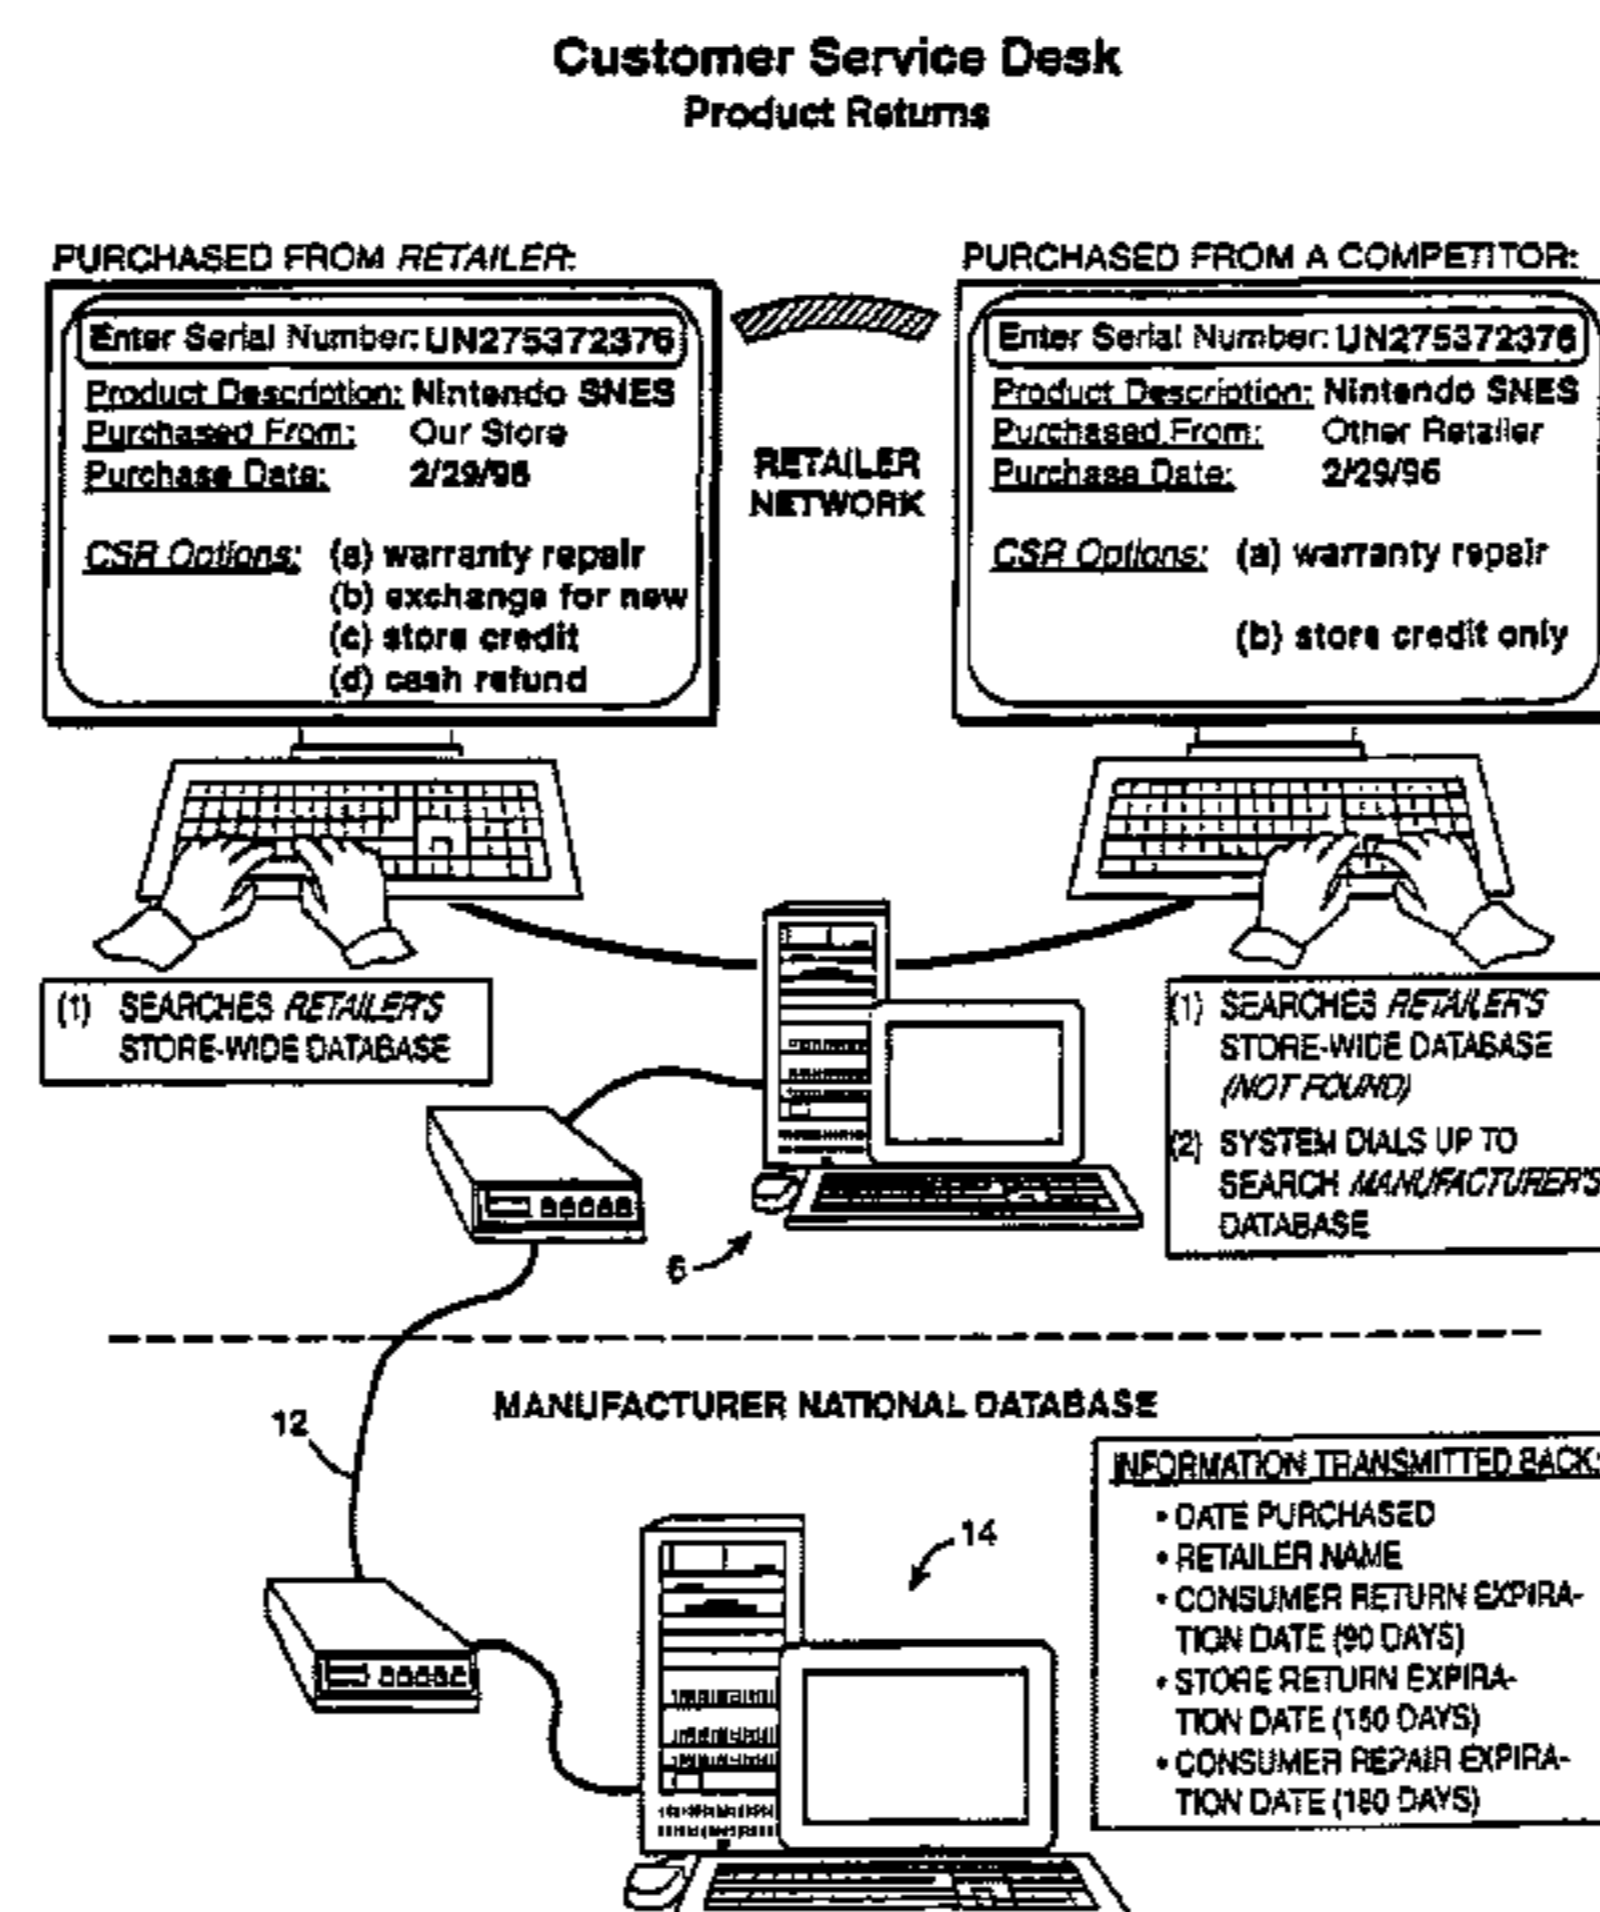 Customer Service Desk
Product Returns
PURCHASED FROM RETAILER:
Enter Serial Number: UN275372376
Product Description: Nintendo SNES
Purchased From: Our Store
Purchase Date: 2/29/96
CSR Options: (a) warranty repair
(b) exchange for new
(c) store credit
(d) cash refund
RETAILER
NETWORK
PURCHASED FROM A COMPETITOR:
Enter Serial Number: UN275372376
Product Description: Nintendo SNES
Purchased From: Other Retailer
Purchase Date: 2/29/96
CSR Options: (a) warranty repair
(b) store credit only
(1) SEARCHES RETAILER'S
STORE-WIDE DATABASE
(1) SEARCHES RETAILER'S
STORE-WIDE DATABASE
(NOT FOUND)
(2) SYSTEM DIALS UP TO
SEARCH MANUFACTURER'S
DATABASE
6
12
MANUFACTURER NATIONAL DATABASE
14
INFORMATION TRANSMITTED BACK:
• DATE PURCHASED
• RETAILER NAME
• CONSUMER RETURN EXPIRA-
TION DATE (90 DAYS)
• STORE RETURN EXPIRA-
TION DATE (150 DAYS)
• CONSUMER REPAIR EXPIRA-
TION DATE (180 DAYS)